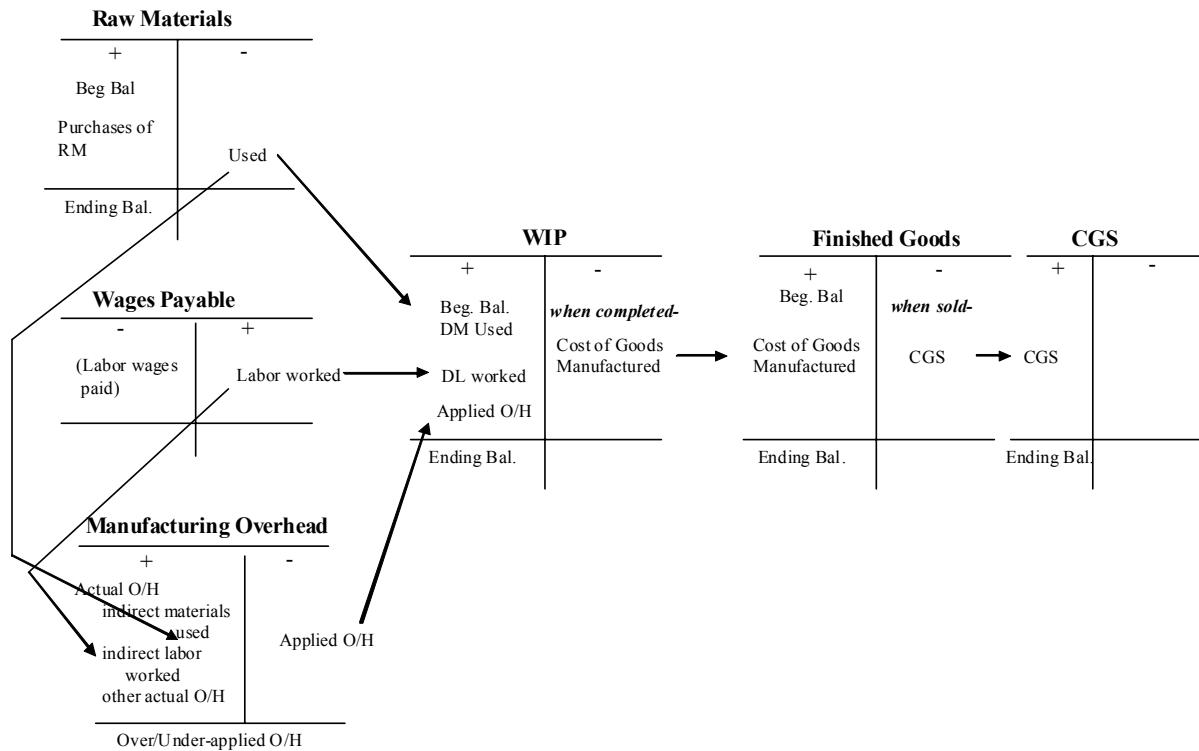 Raw Materials
+ -
Beg Bal
Purchases of
RM
Used
Ending Bal.
Wages Payable
- +
(Labor wages
paid)
Labor worked
Manufacturing Overhead
+ -
Actual O/H
indirect materials
used
indirect labor
worked
other actual O/H
Applied O/H
Over/Under-applied O/H
WIP
+ -
Beg. Bal.
DM Used
DL worked
Applied O/H
when completed-
Cost of Goods
Manufactured
Ending Bal.
Finished Goods
+ -
Beg. Bal
Cost of Goods
Manufactured
when sold-
CGS
Ending Bal.
CGS
+ -
CGS
Ending Bal.